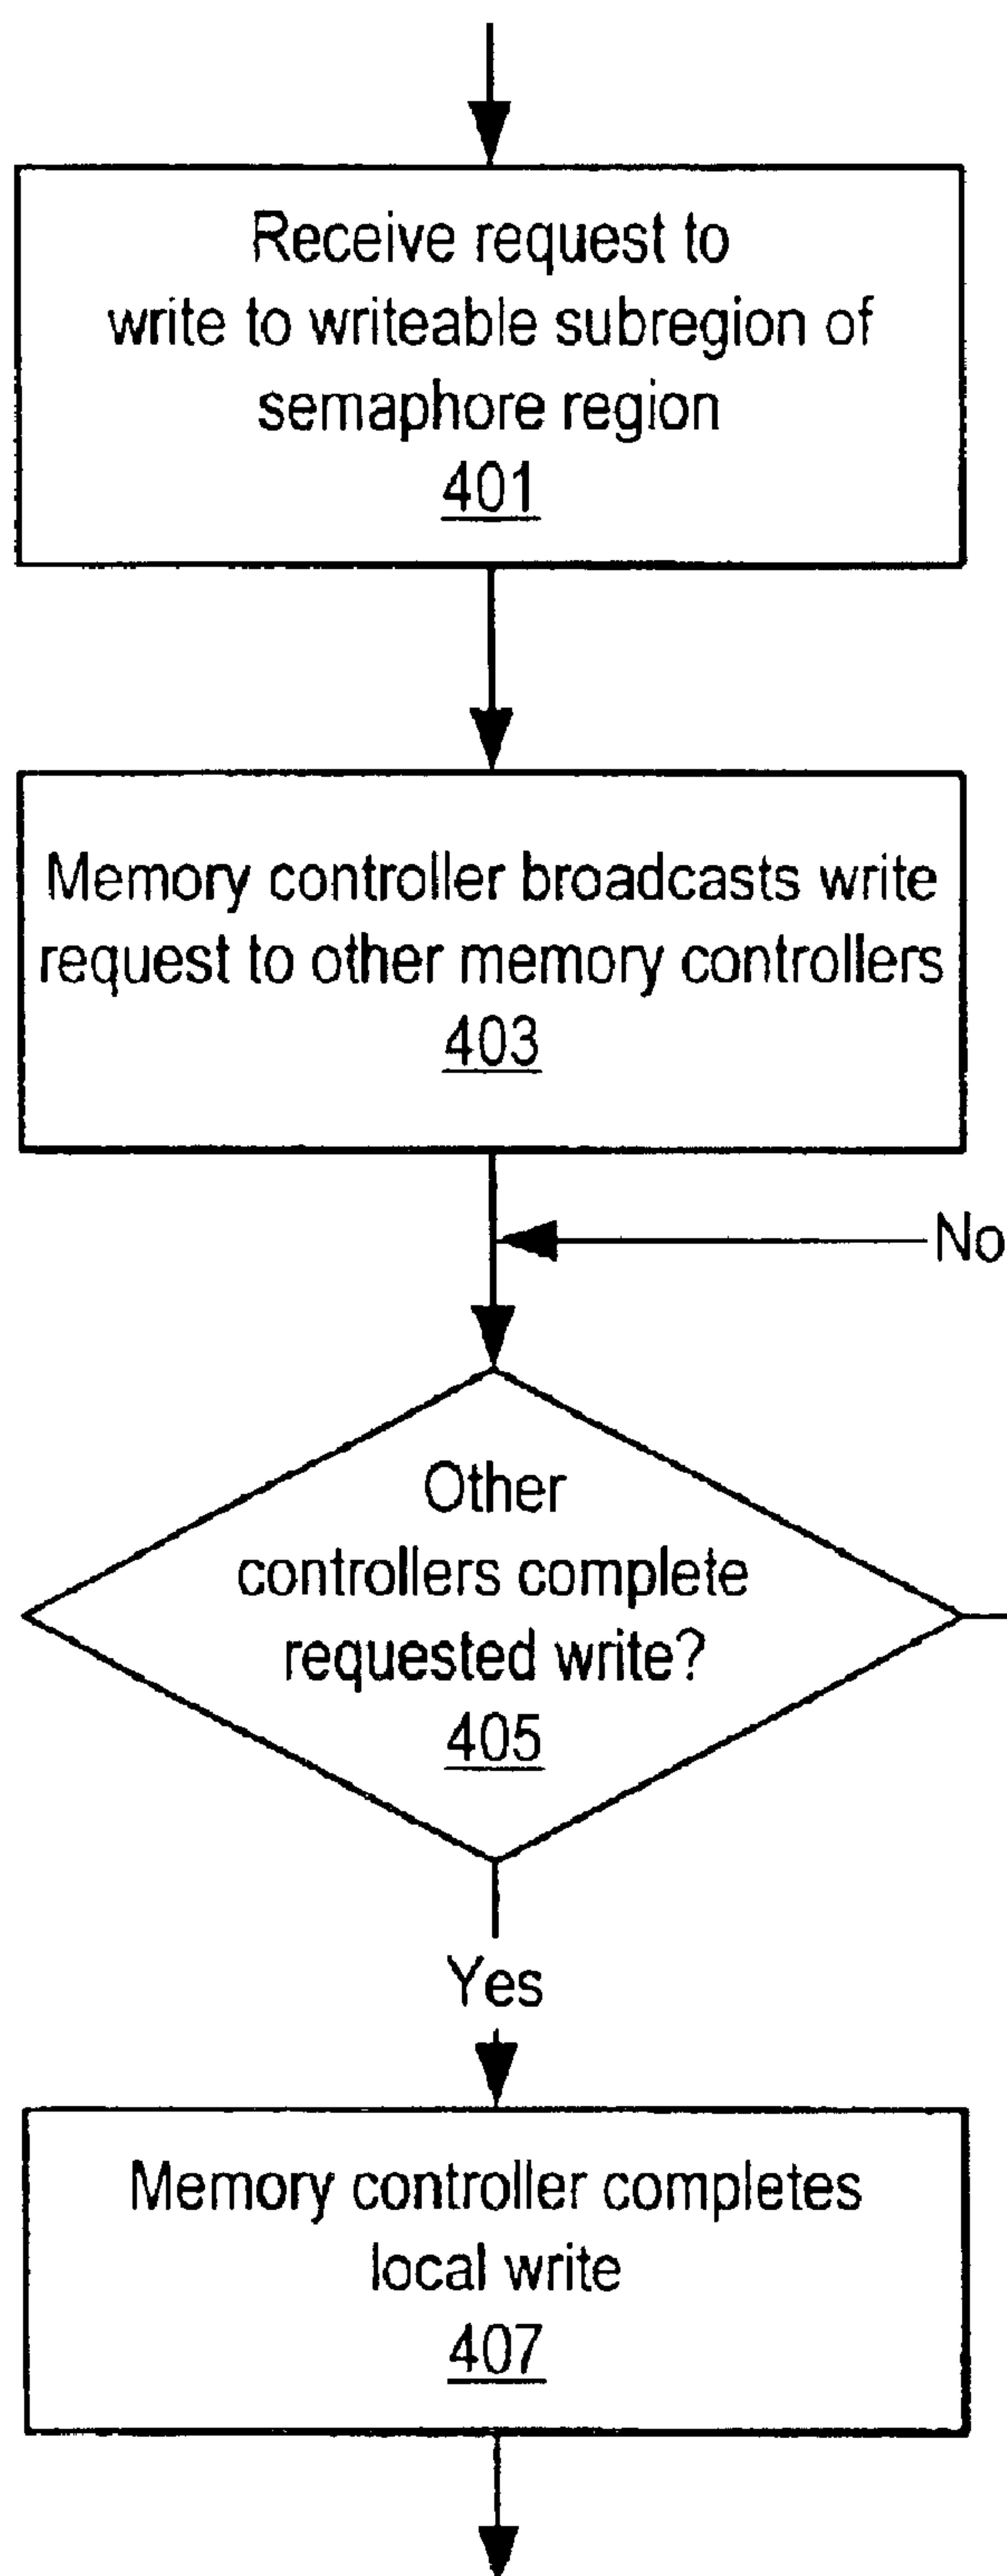 Receive request to
write to writeable subregion of
semaphore region
401
Memory controller broadcasts write
request to other memory controllers
403
No
Other
controllers complete
requested write?
405
Yes
Memory controller completes
local write
407